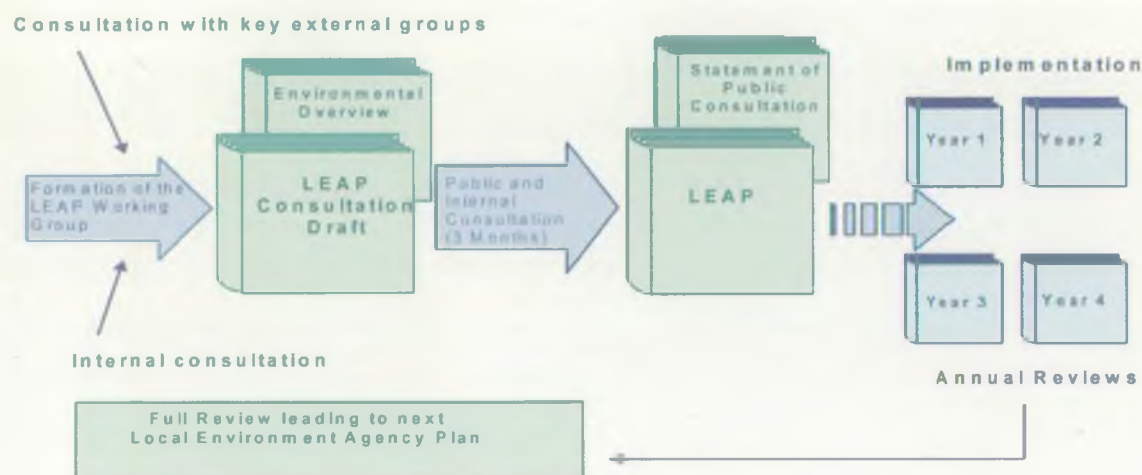 Consultation with key external groups
Formation of the
LEAP Working
Group
Internal consultation
Environmental
Overview
LEAP
Consultation
Draft
Public and
Internal
Consultation
(3 Months)
Statement of
Public
Consultation
LEAP
Implementation
Year 1
Year 2
Year 3
Year 4
Annual Reviews
Full Review leading to next
Local Environment Agency Plan